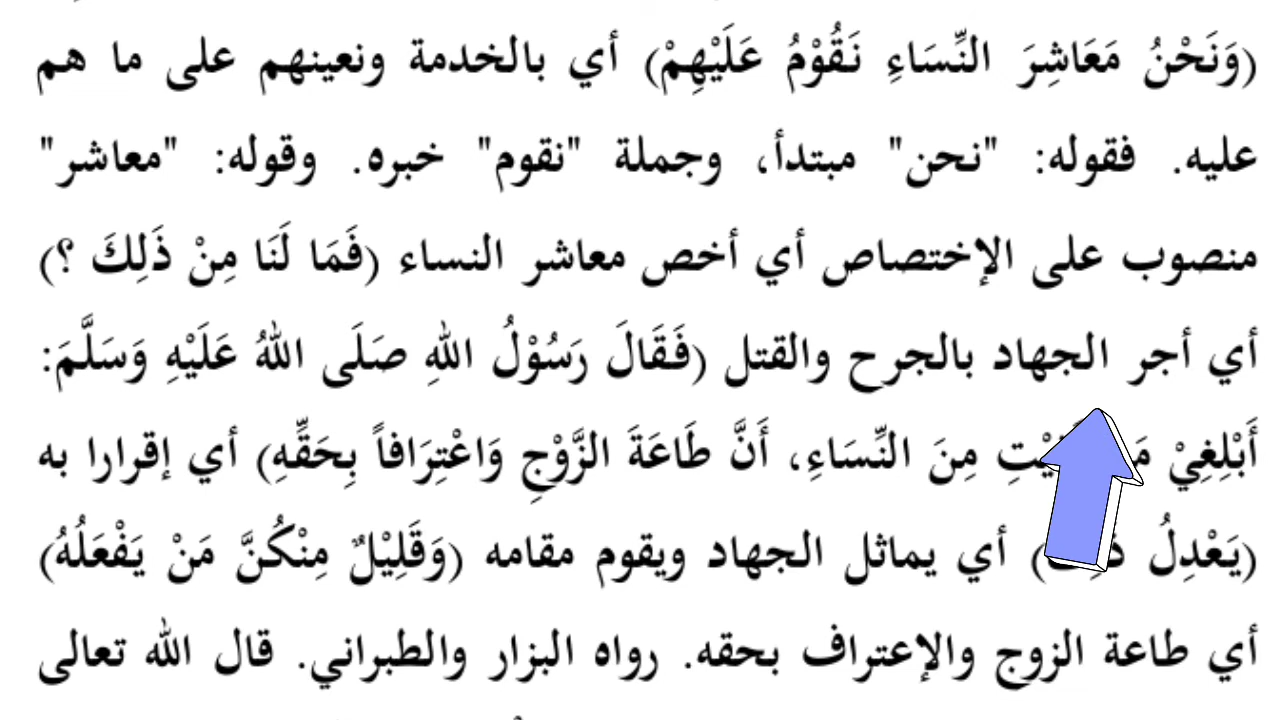 (وَنَحْنُ مَعَاشِرَ النِّسَاءِ نَقُوْمُ عَلَيْهِمْ) أي بالخدمة ونعينهم على ما هم
عليه. فقوله: "نحن" مبتدأ، وجملة "نقوم" خبره. وقوله: "معاشر"
منصوب على الإختصاص أي أخص معاشر النساء (فَمَا لَنَا مِنْ ذَلِكَ ؟)
أي أجر الجهاد بالجرح والقتل (فَقَالَ رَسُوْلُ اللهِ صَلَى اللهُ عَلَيْهِ وَسَلَّمَ:
أَبْلِغِيْ مِنَ النِّسَاءِ، أَنَّ طَاعَةَ الزَّوْجِ وَاعْتِرَافاً بِحَقِّهِ) أي إقرارا به
(يَعْدِلُ) أي يماثل الجهاد ويقوم مقامه (وَقَلِيْلٌ مِنْكُنَّ مَنْ يَفْعَلُهُ)
أي طاعة الزوج والإعتراف بحقه. رواه البزار والطبراني. قال الله تعالى